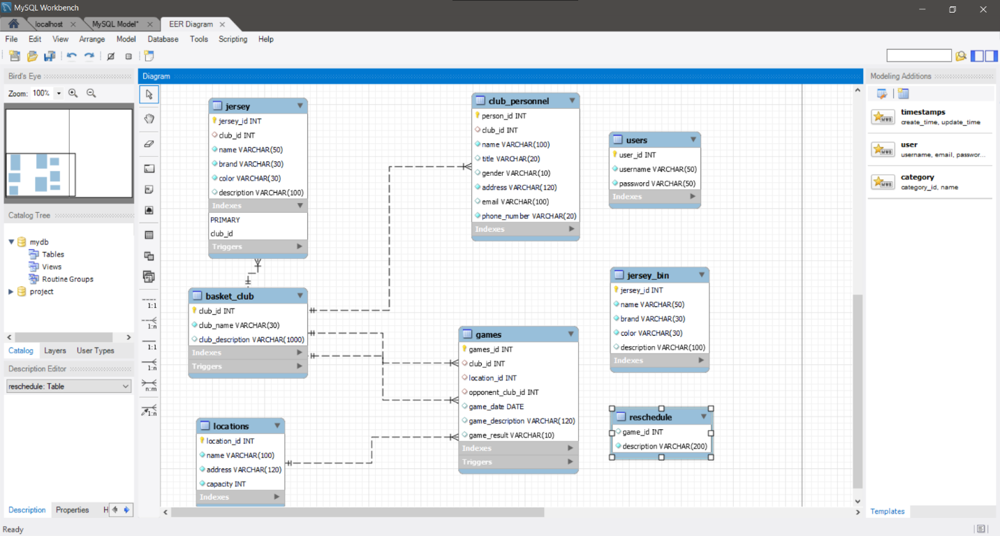 MySQL Workbench
localhost
MySQL Model*
EER Diagram
File Edit View Arrange Model Database Tools Scripting Help
Bird's Eye
Zoom: 100%
Catalog Tree
mydb
Tables
Views
Routine Groups
project
Catalog Layers User Types
Description Editor
reschedule: Table
Description Properties H
Ready
1:1
1:n
1:1
1:n
n:m
1:n
Diagram
jersey
jersey_id INT
club_id INT
name VARCHAR(50)
brand VARCHAR(30)
color VARCHAR(30)
description VARCHAR(100)
Indexes
PRIMARY
club_id
Triggers
basket_club
club_id INT
club_name VARCHAR(30)
club_description VARCHAR(1000)
Indexes
Triggers
locations
location_id INT
name VARCHAR(100)
address VARCHAR(120)
capacity INT
Indexes
club_personnel
person_id INT
club_id INT
name VARCHAR(100)
title VARCHAR(20)
gender VARCHAR(10)
address VARCHAR(120)
email VARCHAR(100)
phone_number VARCHAR(20)
Indexes
games
games_id INT
club_id INT
location_id INT
opponent_club_id INT
game_date DATE
game_description VARCHAR(120)
game_result VARCHAR(10)
Indexes
Triggers
users
user_id INT
username VARCHAR(50)
password VARCHAR(50)
Indexes
jersey_bin
jersey_id INT
name VARCHAR(50)
brand VARCHAR(30)
color VARCHAR(30)
description VARCHAR(100)
Indexes
reschedule
game_id INT
description VARCHAR(200)
Modeling Additions
timestamps
create_time, update_time
user
username, email, passwor...
category
category_id, name
Templates